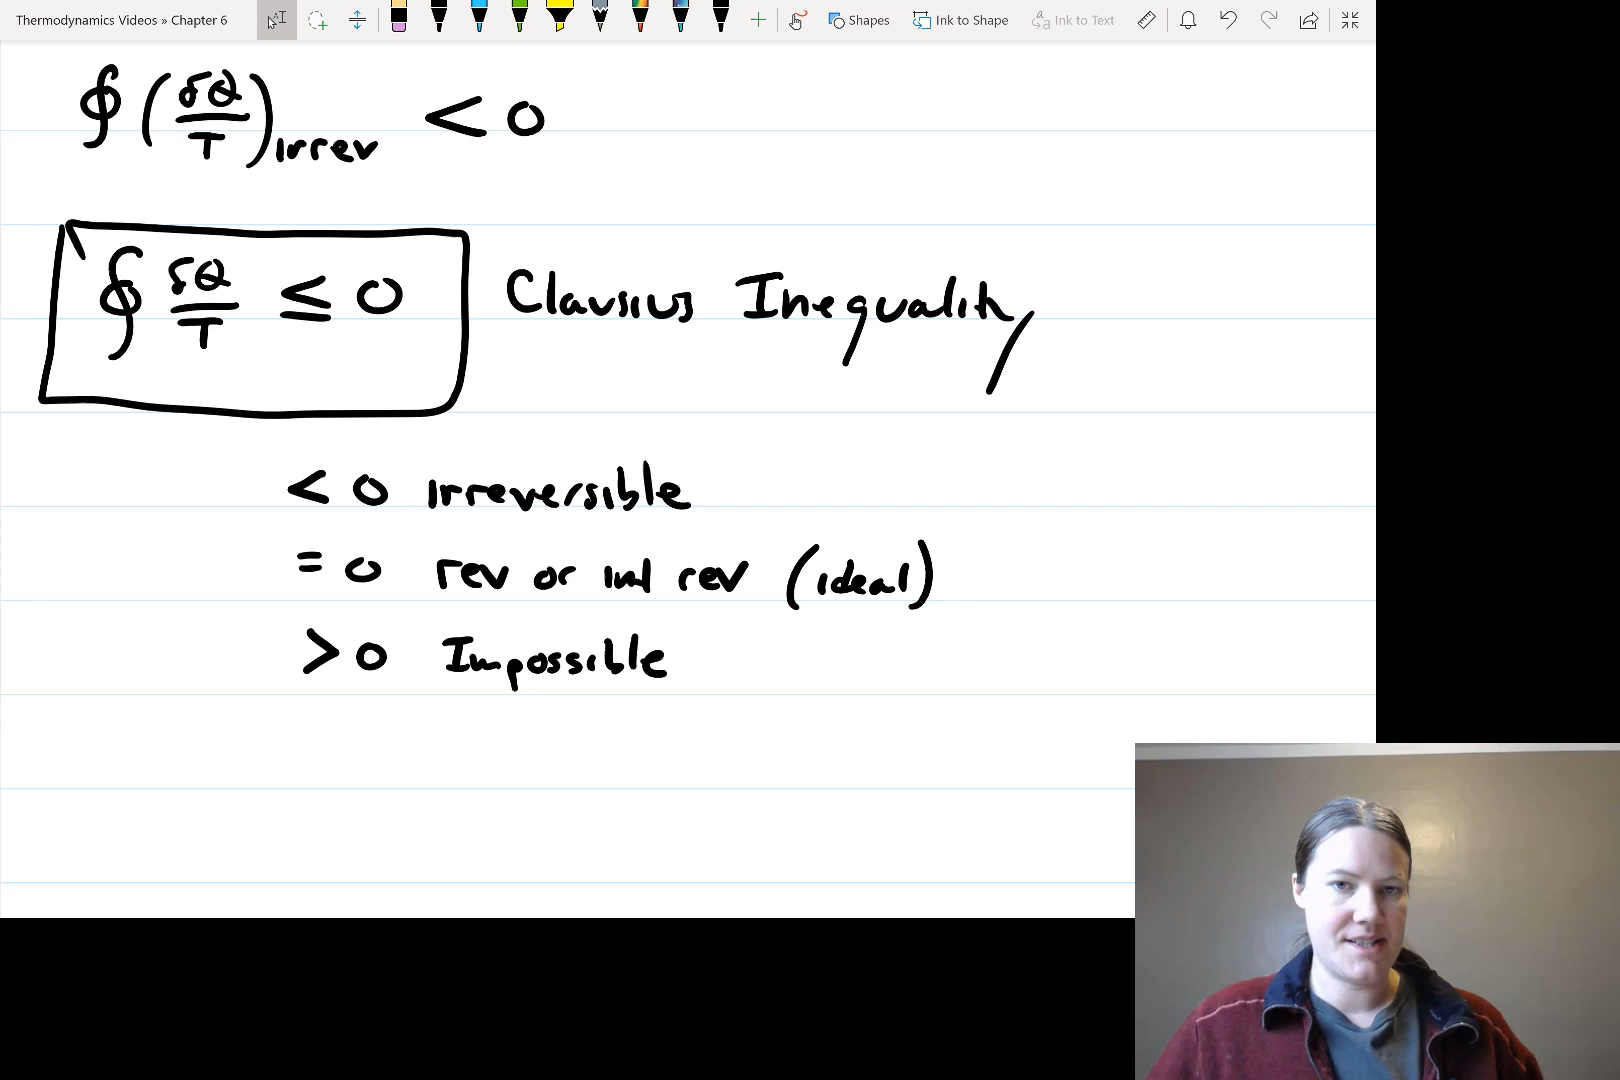 Thermodynamics Videos » Chapter 6 Shapes Ink to Shape Ink to Text
∮ (δQ/T)irrev < 0
∮ δQ/T ≤ 0 Clausius Inequality
< 0 irreversible
= 0 rev or int rev (ideal)
> 0 Impossible